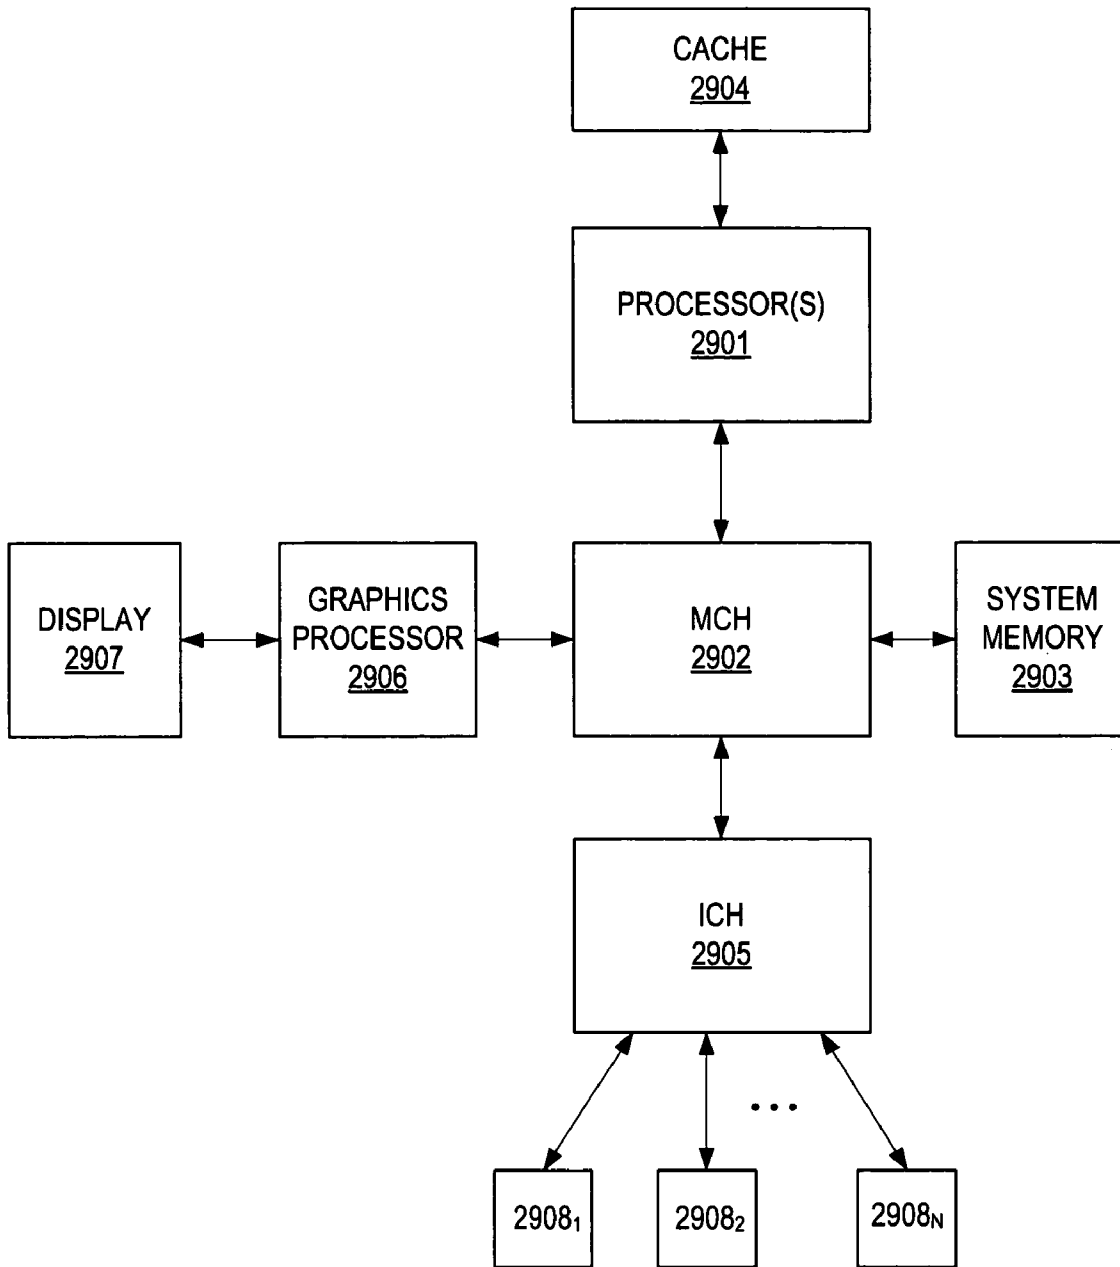 CACHE
2904
PROCESSOR(S)
2901
DISPLAY
2907
GRAPHICS
PROCESSOR
2906
MCH
2902
SYSTEM
MEMORY
2903
ICH
2905
...
2908₁
2908₂
2908N